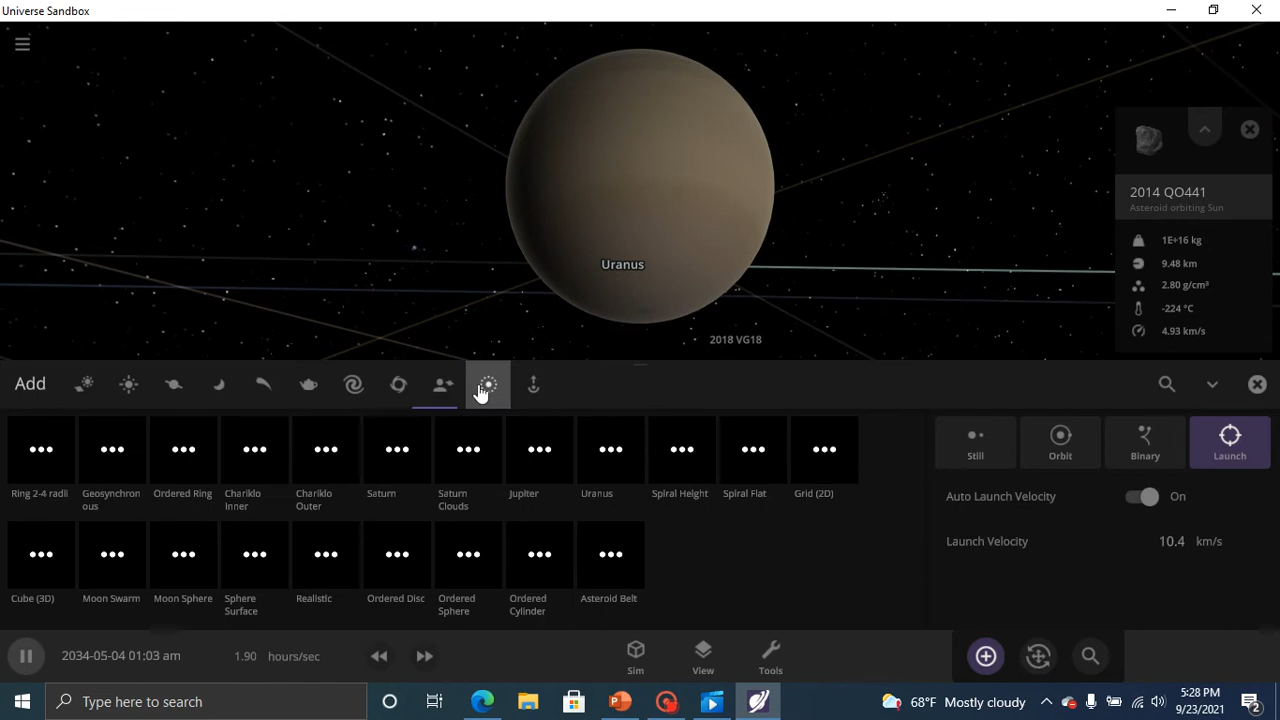 Universe Sandbox
Uranus
2018 VG18
2014 QO441
Asteroid orbiting Sun
1E+16 kg
9.48 km
2.80 g/cm³
-224 °C
4.93 km/s
Add
Ring 2-4 radii
Geosynchron
ous
Ordered Ring
Chariklo
Inner
Chariklo
Outer
Saturn
Saturn
Clouds
Jupiter
Uranus
Spiral Height
Spiral Flat
Grid (2D)
Still
Orbit
Binary
Launch
Auto Launch Velocity On
Launch Velocity 10.4 km/s
Cube (3D)
Moon Swarm
Moon Sphere
Sphere
Surface
Realistic
Ordered Disc
Ordered
Sphere
Ordered
Cylinder
Asteroid Belt
2034-05-04 01:03 am 1.90 hours/sec
Sim
View
Tools
Type here to search
68°F Mostly cloudy
5:28 PM
9/23/2021
2